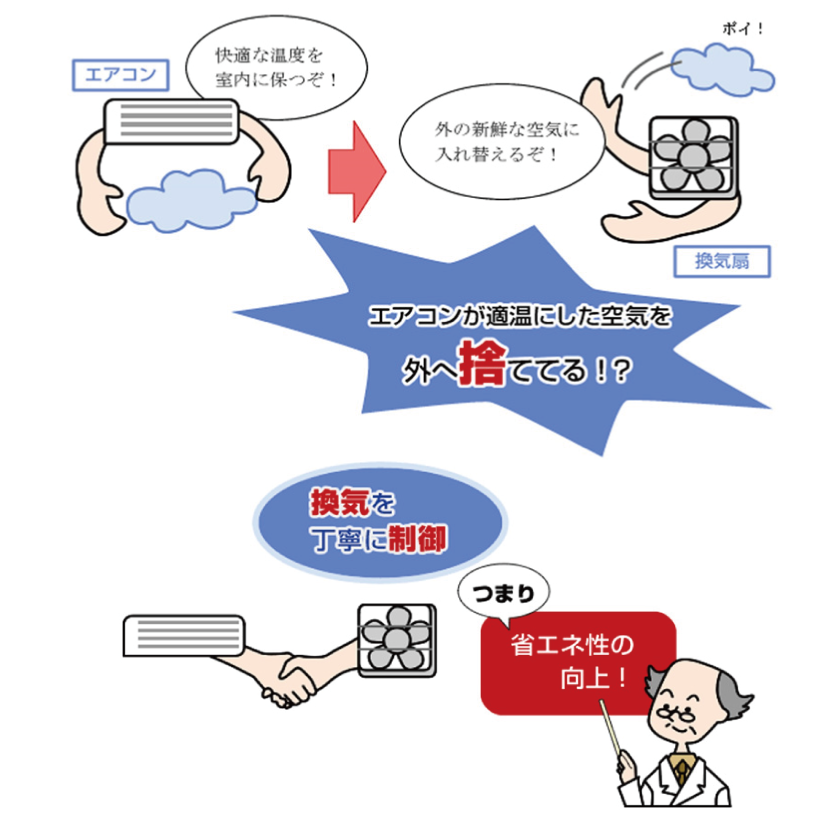 エアコン
快適な温度を
室内に保つぞ！
ポイ！
外の新鮮な空気に
入れ替えるぞ！
換気扇
エアコンが適温にした空気を
外へ捨ててる！？
換気を
丁寧に制御
つまり
省エネ性の
向上！